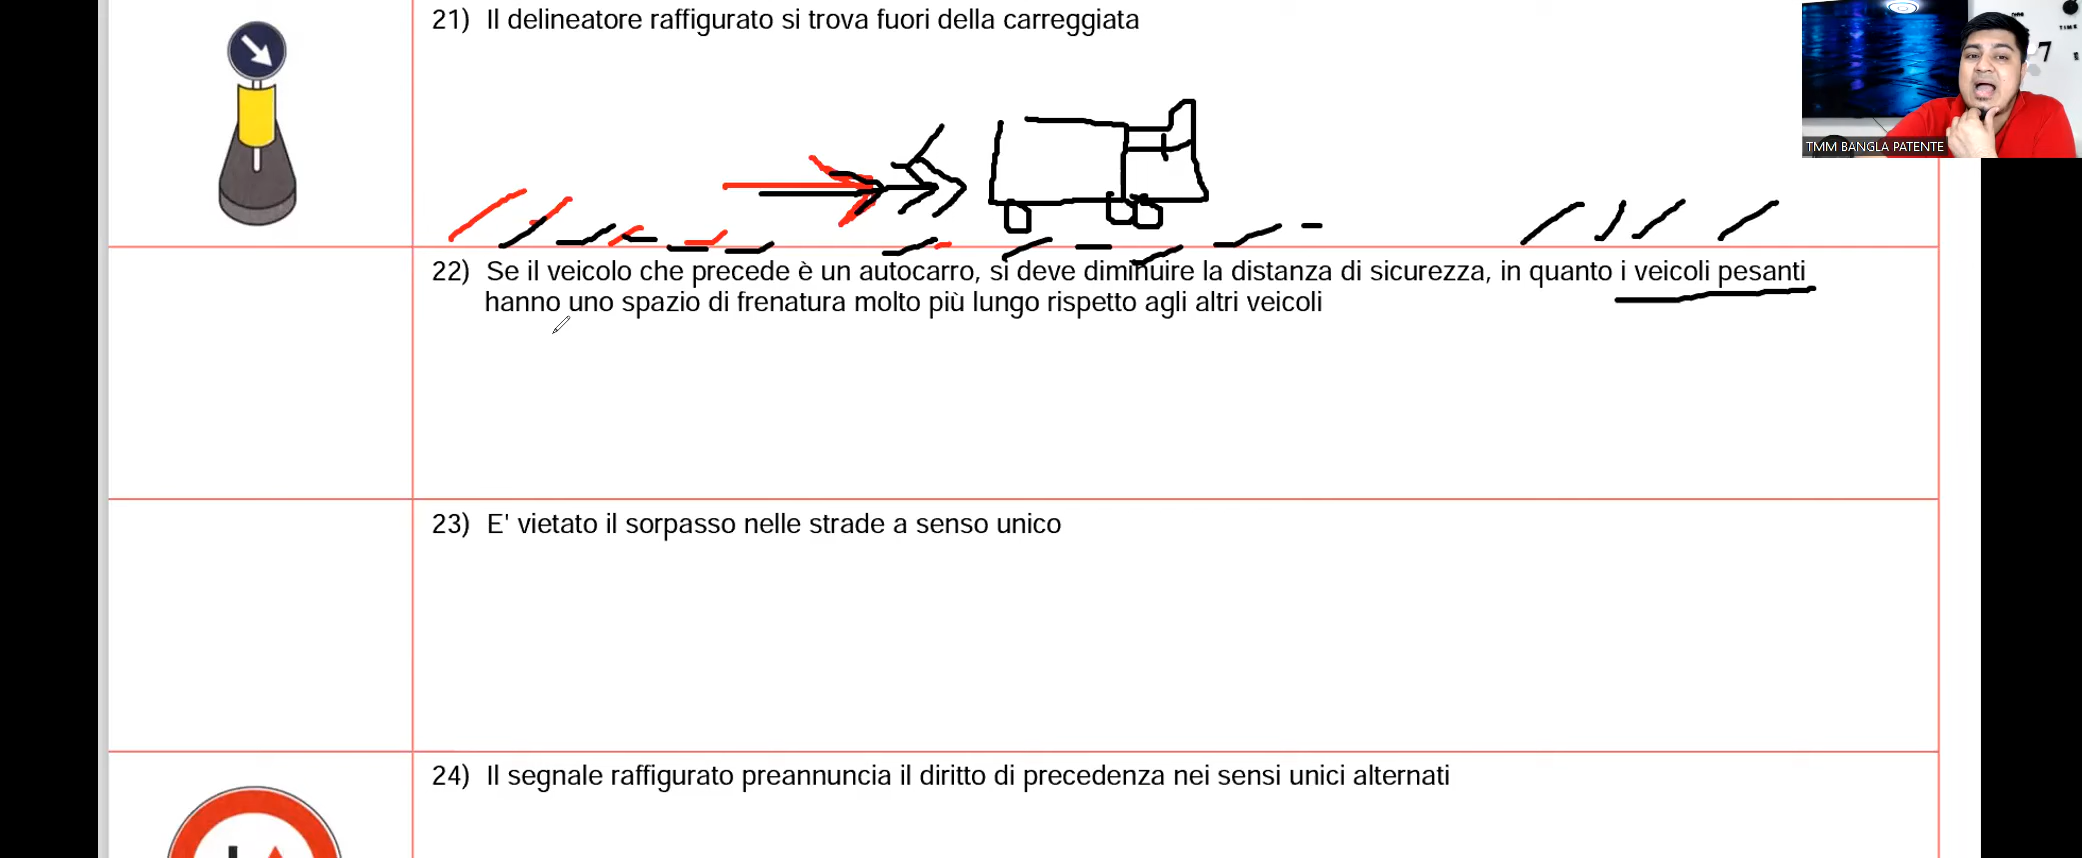 21) Il delineatore raffigurato si trova fuori della carreggiata
TIME
7
TMM BANGLA PATENTE
22) Se il veicolo che precede è un autocarro, si deve diminuire la distanza di sicurezza, in quanto i veicoli pesanti
hanno uno spazio di frenatura molto più lungo rispetto agli altri veicoli
23) E' vietato il sorpasso nelle strade a senso unico
24) Il segnale raffigurato preannuncia il diritto di precedenza nei sensi unici alternati